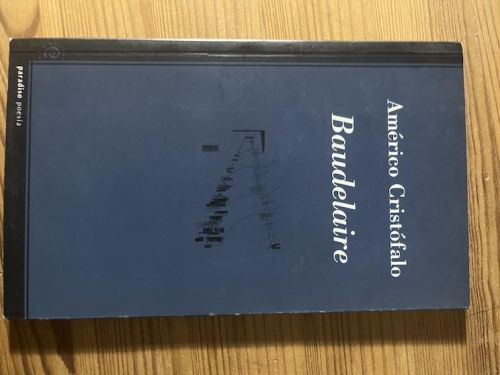 Américo Cristófalo
Baudelaire
paradiso poesía